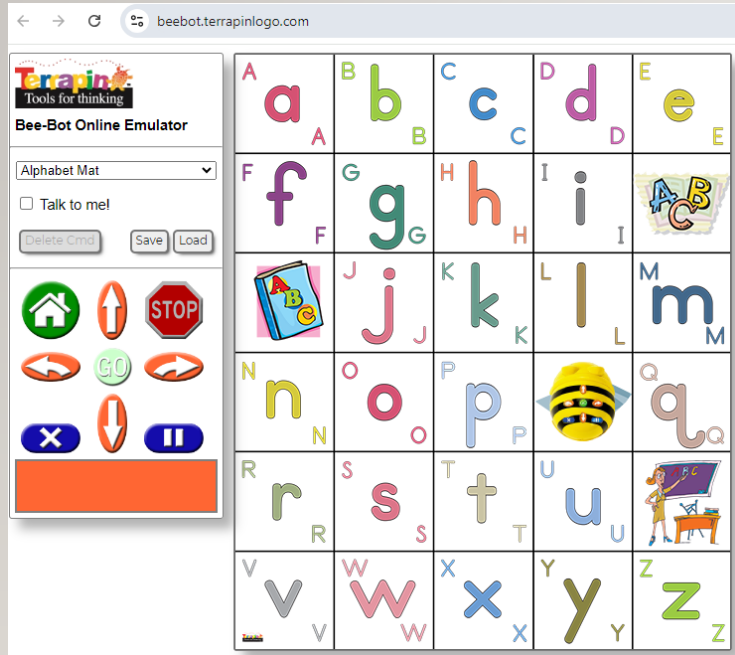 beebot.terrapinlogo.com
Terrapin
Tools for thinking
Bee-Bot Online Emulator
Alphabet Mat
Talk to me!
Delete Cmd Save Load
STOP
GO
A a A
B b B
C c C
D d D
E e E
F f F
G g G
H h H
I i I
A B C
A B C
J j J
K k K
L l L
M m M
N n N
O o O
P p P
Q q Q
R r R
S s S
T t T
U u U
A B C
V v V
W w W
X x X
Y y Y
Z z Z